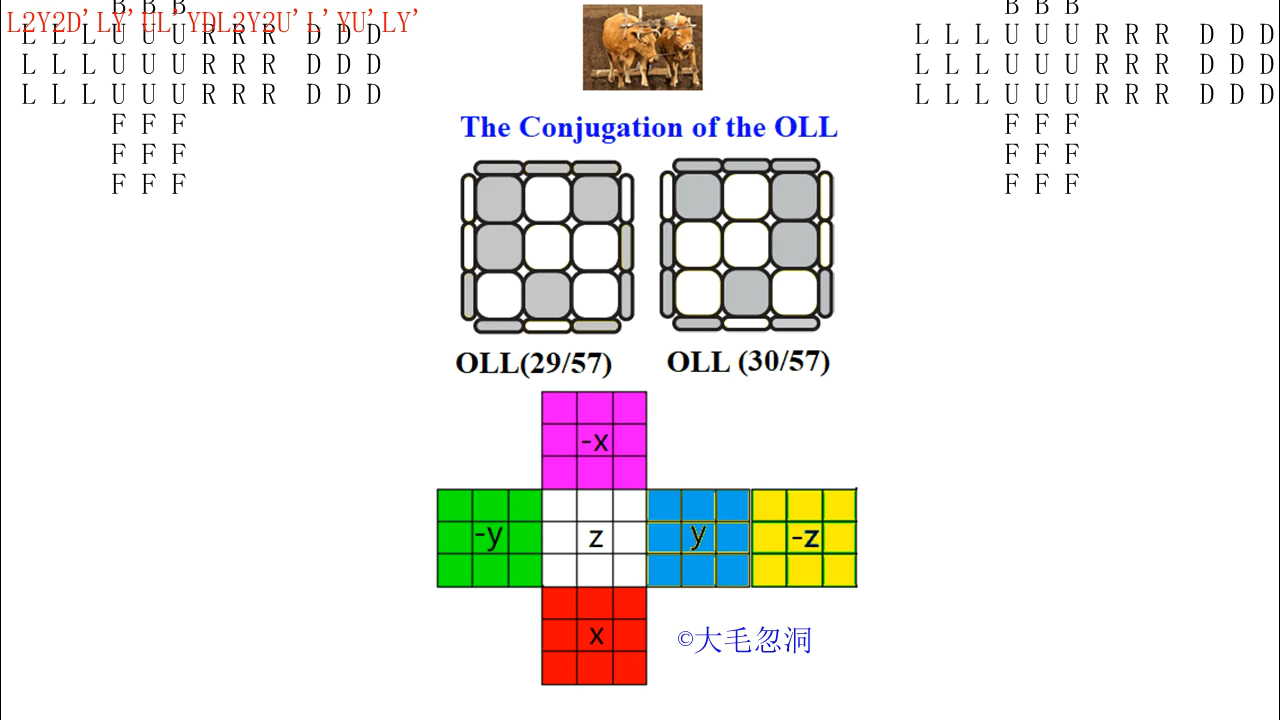 B B B
L2Y2D'LY'UL'YDL2Y2U'L'YU'LY'
L L L U U U R R R D D D
L L L U U U R R R D D D
L L L U U U R R R D D D
F F F
F F F
F F F
B B B
L L L U U U R R R D D D
L L L U U U R R R D D D
L L L U U U R R R D D D
F F F
F F F
F F F
The Conjugation of the OLL
OLL(29/57)
OLL (30/57)
-x
-y z y -z
x
©大毛忽洞